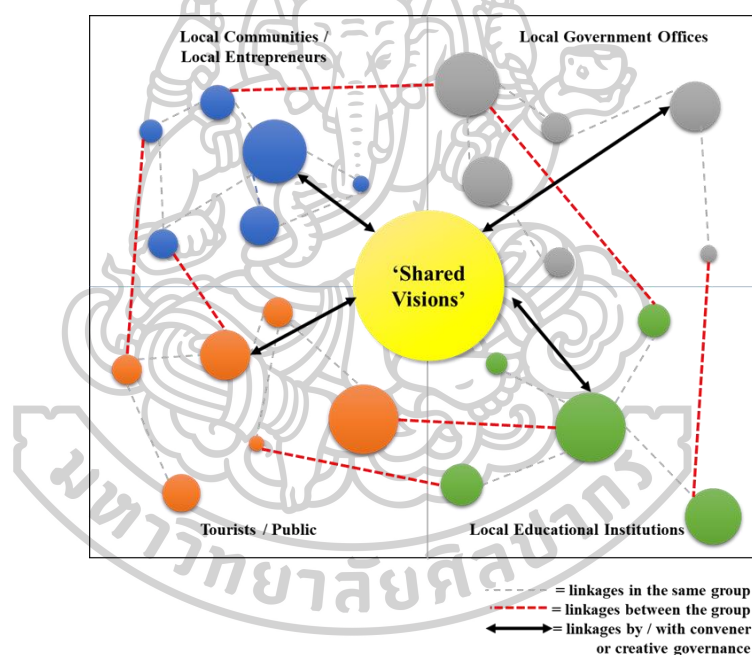 Local Communities /
Local Entrepreneurs
Local Government Offices
‘Shared
Visions’
Tourists / Public
Local Educational Institutions
มหาวิทยาลัยศิลปากร
= linkages in the same group
= linkages between the group
= linkages by / with convener
or creative governance